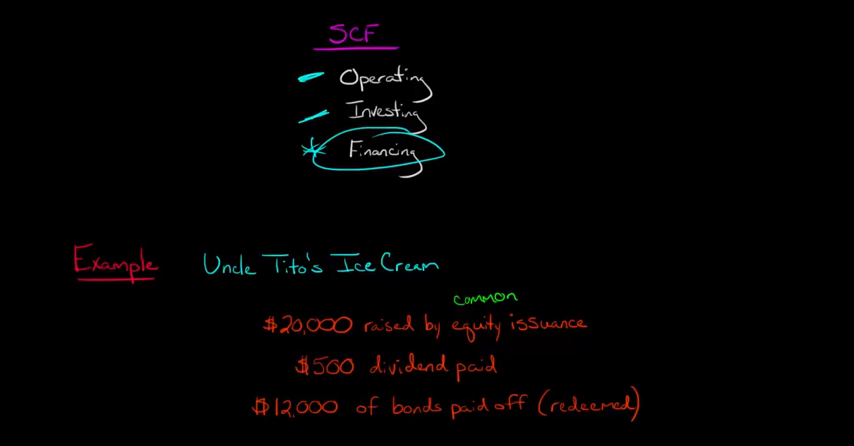 SCF
Operating
Investing
Financing
Example Uncle Tito's Ice Cream
common
$20,000 raised by equity issuance
$500 dividend paid
$12,000 of bonds paid off (redeemed)